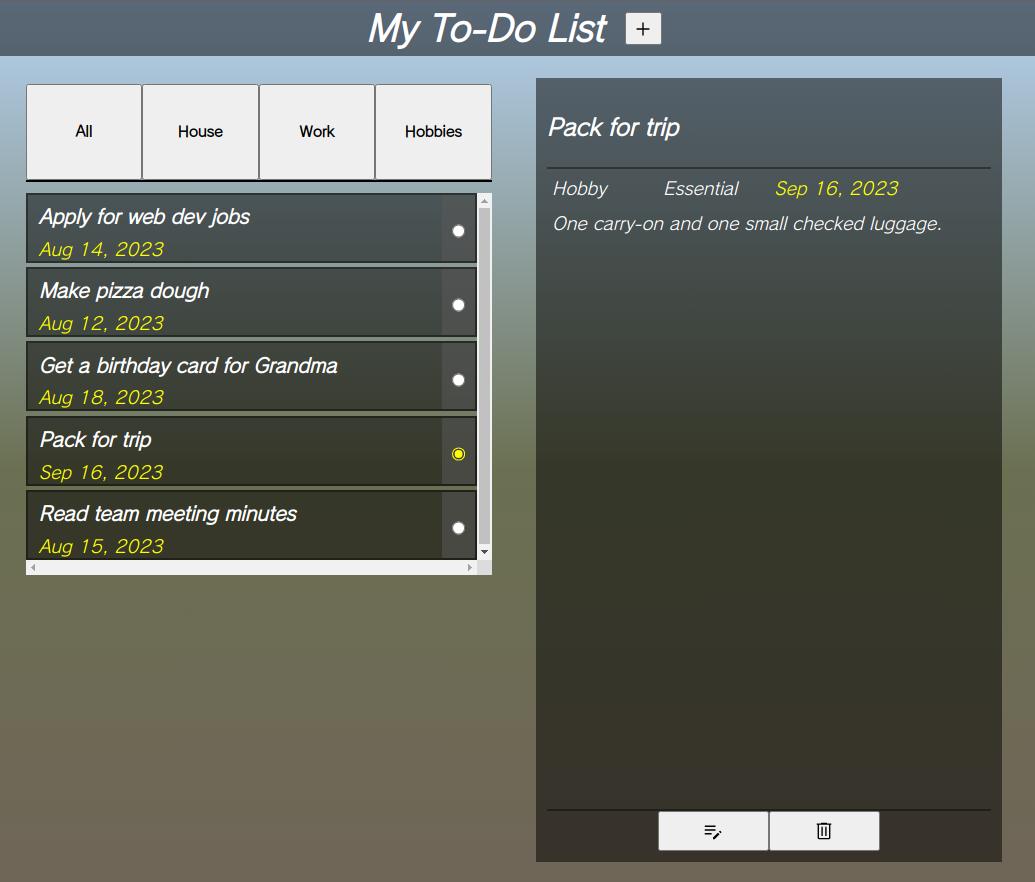 My To-Do List
All
House
Work
Hobbies
Apply for web dev jobs
Aug 14, 2023
Make pizza dough
Aug 12, 2023
Get a birthday card for Grandma
Aug 18, 2023
Pack for trip
Sep 16, 2023
Read team meeting minutes
Aug 15, 2023
Pack for trip
Hobby Essential Sep 16, 2023
One carry-on and one small checked luggage.